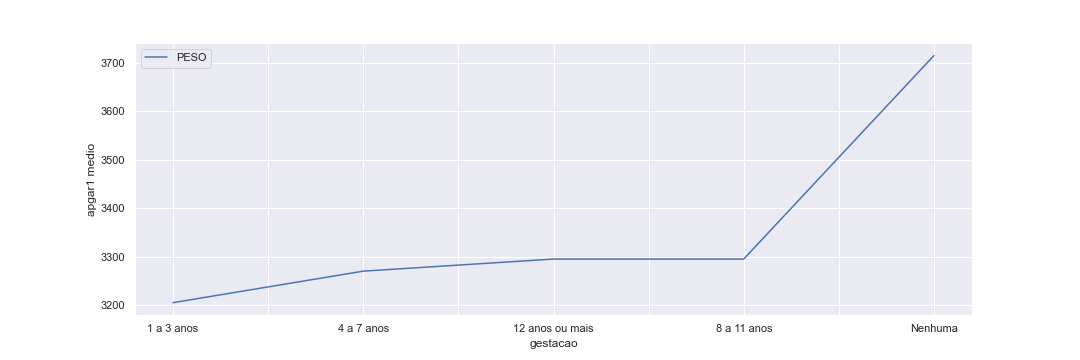 PESO
3700
3600
3500
3400
3300
3200
apgar1 medio
1 a 3 anos
4 a 7 anos
12 anos ou mais
8 a 11 anos
Nenhuma
gestacao